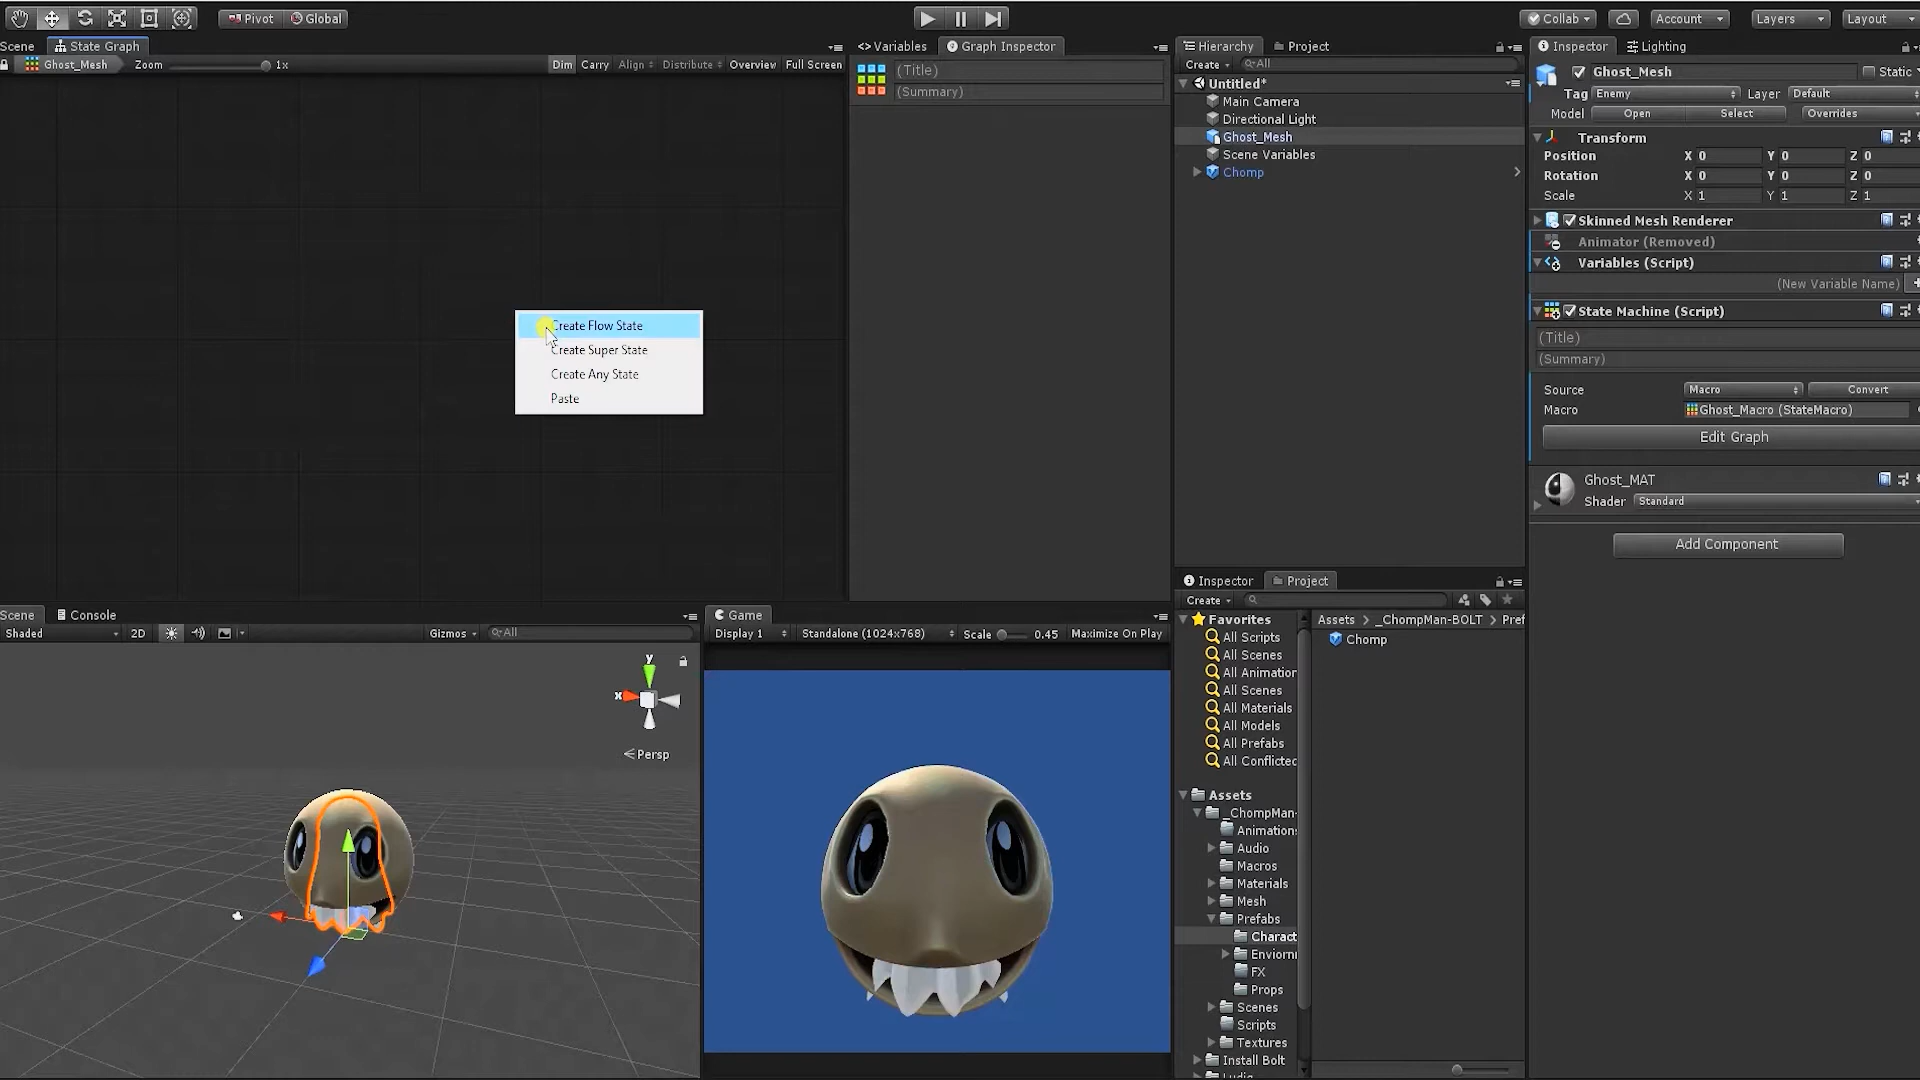 Pivot Global
Collab Account Layers Layout
Scene State Graph
Ghost_Mesh Zoom 1x Dim Carry Align Distribute Overview Full Screen
Create Flow State
Create Super State
Create Any State
Paste
<> Variables Graph Inspector
(Title)
(Summary)
Hierarchy Project
Create All
Untitled*
Main Camera
Directional Light
Ghost_Mesh
Scene Variables
Chomp
Inspector Lighting
Ghost_Mesh Static
Tag Enemy Layer Default
Model Open Select Overrides
Transform
Position X 0 Y 0 Z 0
Rotation X 0 Y 0 Z 0
Scale X 1 Y 1 Z 1
Skinned Mesh Renderer
Animator (Removed)
Variables (Script)
(New Variable Name)
State Machine (Script)
(Title)
(Summary)
Source Macro Convert
Macro Ghost_Macro (StateMacro)
Edit Graph
Ghost_MAT
Shader Standard
Add Component
Scene Console
Shaded 2D Gizmos All
y
x
Persp
Game
Display 1 Standalone (1024x768) Scale 0.45 Maximize On Play
Inspector Project
Create
Favorites
All Scripts
All Scenes
All Animation
All Scenes
All Materials
All Models
All Prefabs
All Conflicted
Assets
_ChompMan-
Animation
Audio
Macros
Materials
Mesh
Prefabs
Charact
Enviorn
FX
Props
Scenes
Scripts
Textures
Install Bolt
Assets > _ChompMan-BOLT > Pref
Chomp